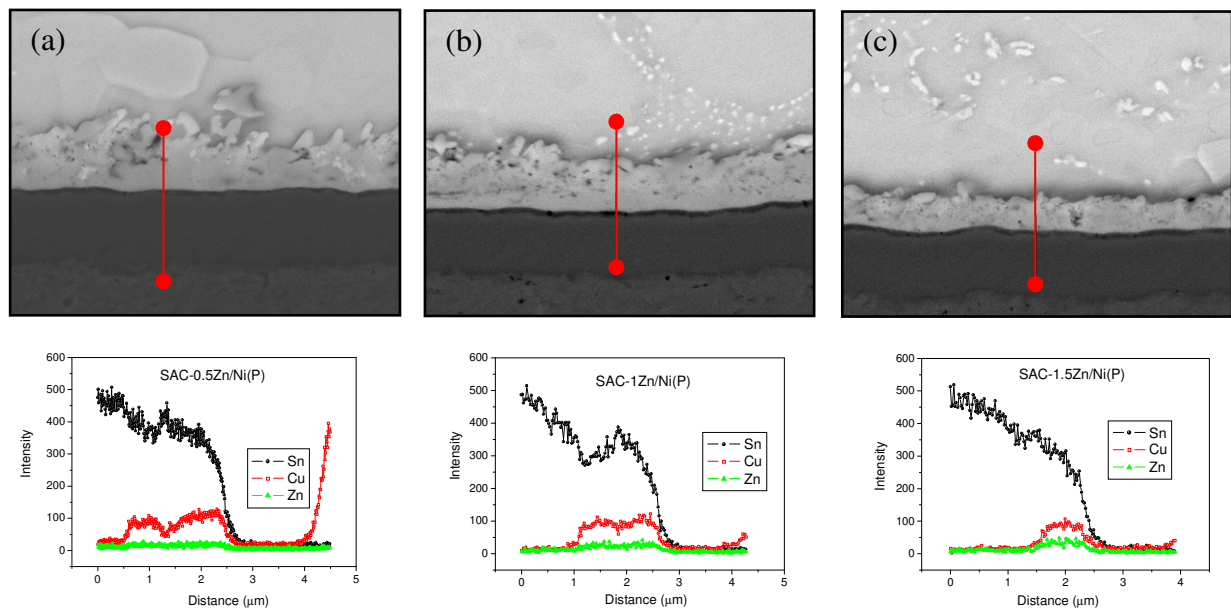 (a)
(b)
(c)
SAC-0.5Zn/Ni(P)
Sn
Cu
Zn
Intensity
600
500
400
300
200
100
0
0
1
2
3
4
5
Distance (μm)
SAC-1Zn/Ni(P)
Sn
Cu
Zn
Intensity
600
500
400
300
200
100
0
0
1
2
3
4
5
Distance (μm)
SAC-1.5Zn/Ni(P)
Sn
Cu
Zn
Intensity
600
500
400
300
200
100
0
0
1
2
3
4
Distance (μm)